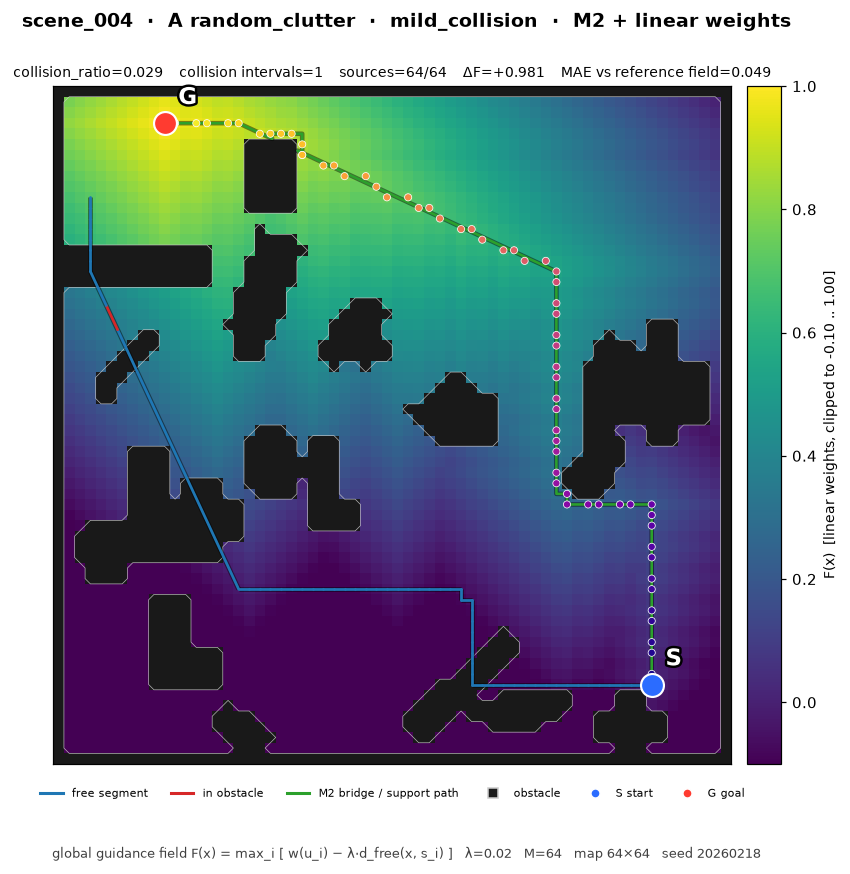 scene_004 · A random_clutter · mild_collision · M2 + linear weights
collision_ratio=0.029 collision intervals=1 sources=64/64 ΔF=+0.981 MAE vs reference field=0.049
G
S
1.0
0.8
0.6
0.4
0.2
0.0
F(x) [linear weights, clipped to -0.10 .. 1.00]
free segment
in obstacle
M2 bridge / support path
obstacle
S start
G goal
global guidance field F(x) = max_i [ w(u_i) − λ·d_free(x, s_i) ] λ=0.02 M=64 map 64×64 seed 20260218